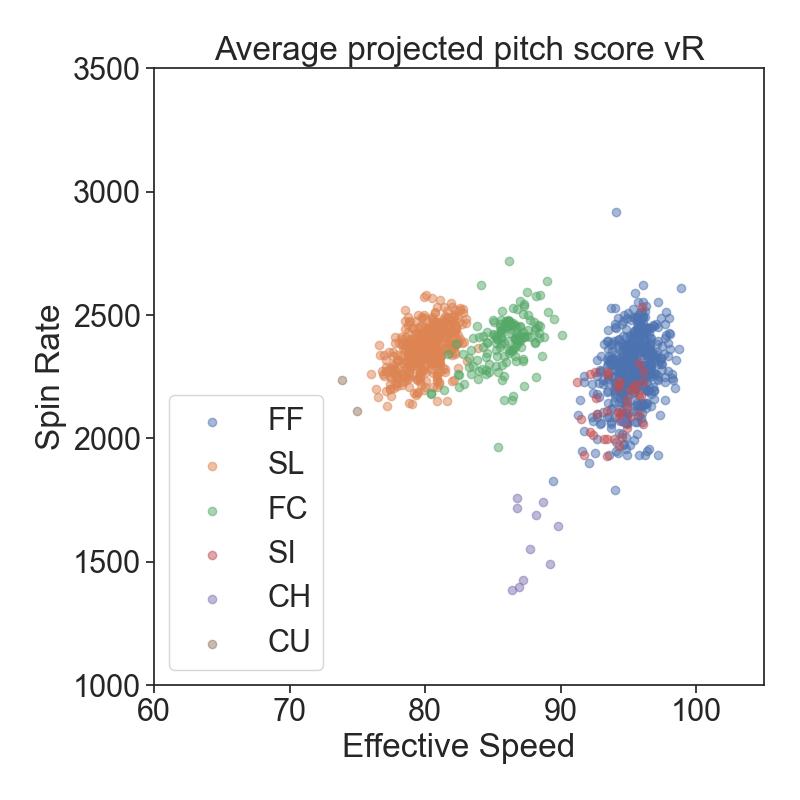 Average projected pitch score vR
3500
3000
2500
2000
1500
1000
Spin Rate
FF
SL
FC
SI
CH
CU
60
70
80
90
100
Effective Speed